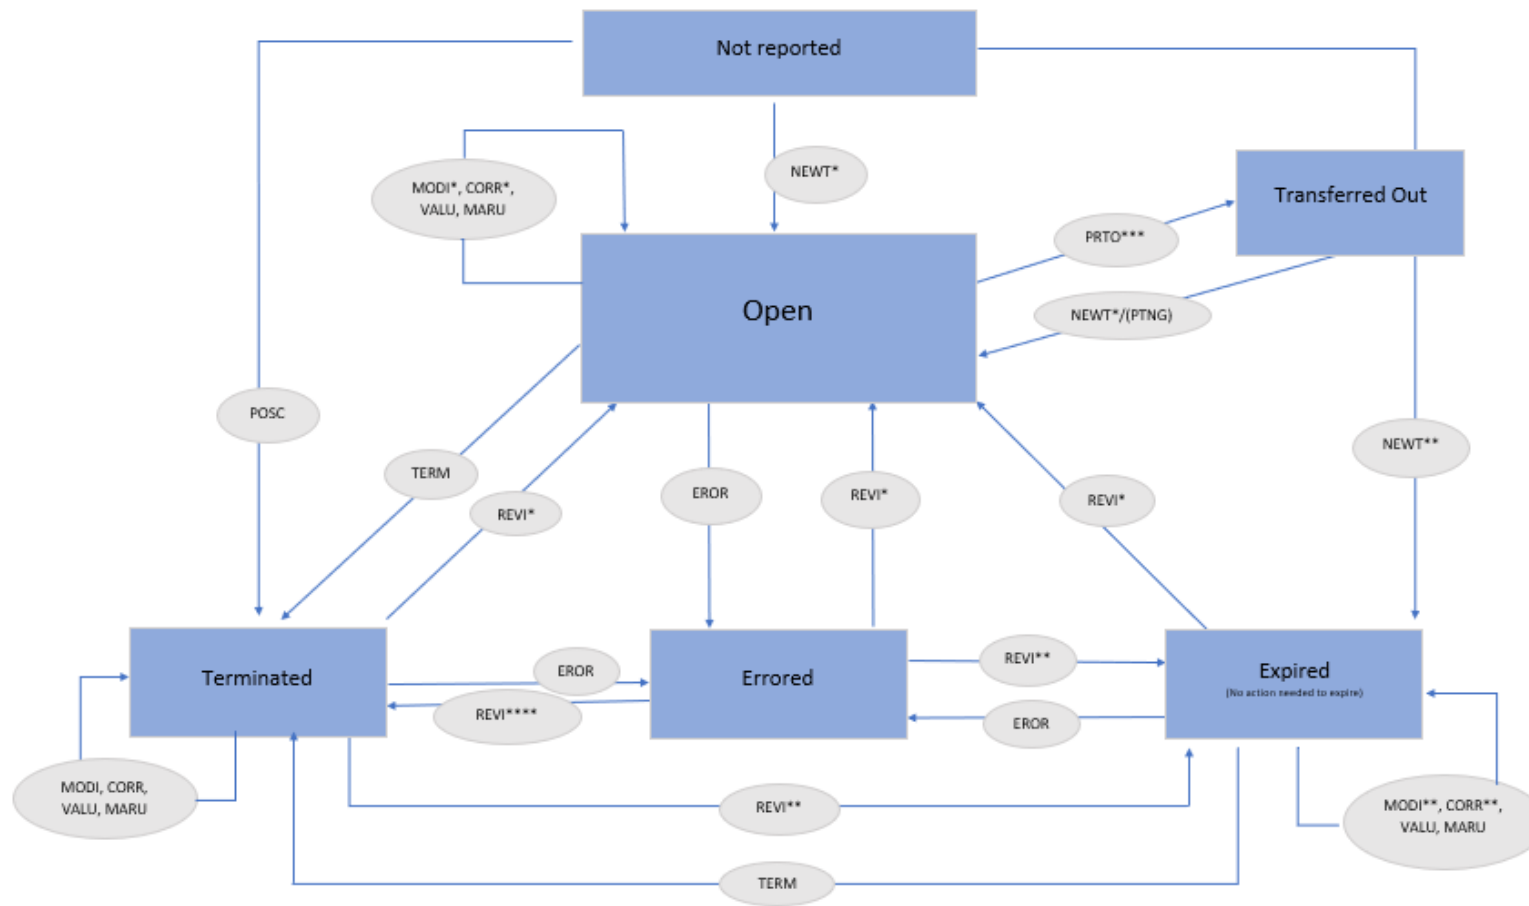 Not reported
MODI*, CORR*,
VALU, MARU
NEWT*
Transferred Out
PRTO***
Open
NEWT*/(PTNG)
POSC
NEWT**
TERM
EROR
REVI*
REVI*
REVI*
Terminated
EROR
REVI****
Errored
REVI**
EROR
Expired
(No action needed to expire)
MODI, CORR,
VALU, MARU
REVI**
MODI**, CORR**,
VALU, MARU
TERM